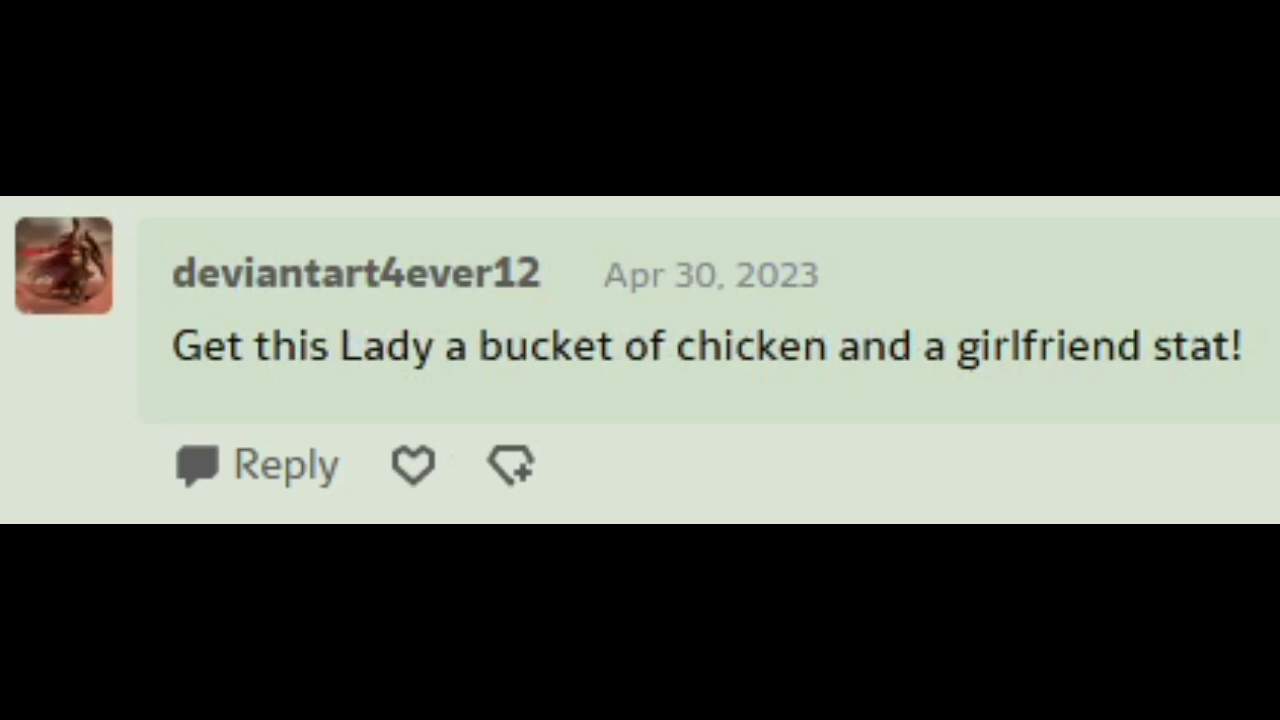 deviantart4ever12 Apr 30, 2023
Get this Lady a bucket of chicken and a girlfriend stat!
Reply